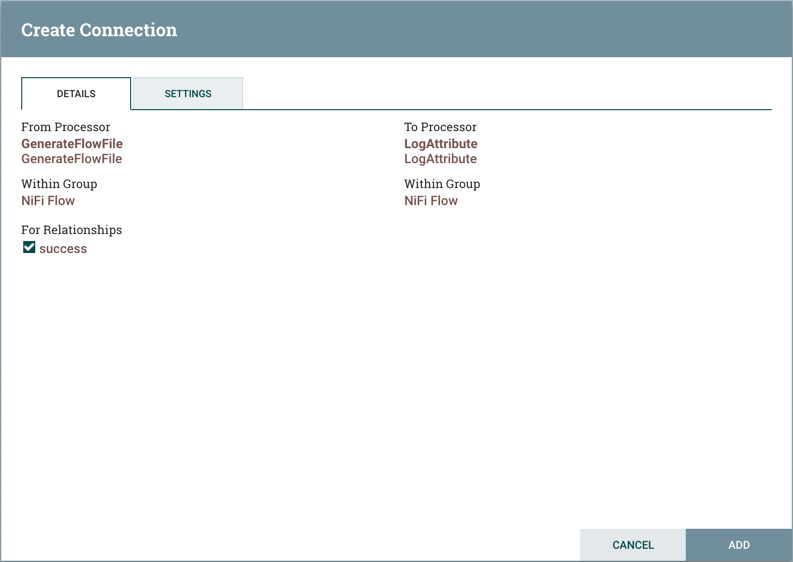 Create Connection
DETAILS
SETTINGS
From Processor
GenerateFlowFile
GenerateFlowFile
Within Group
NiFi Flow
For Relationships
success
To Processor
LogAttribute
LogAttribute
Within Group
NiFi Flow
CANCEL
ADD